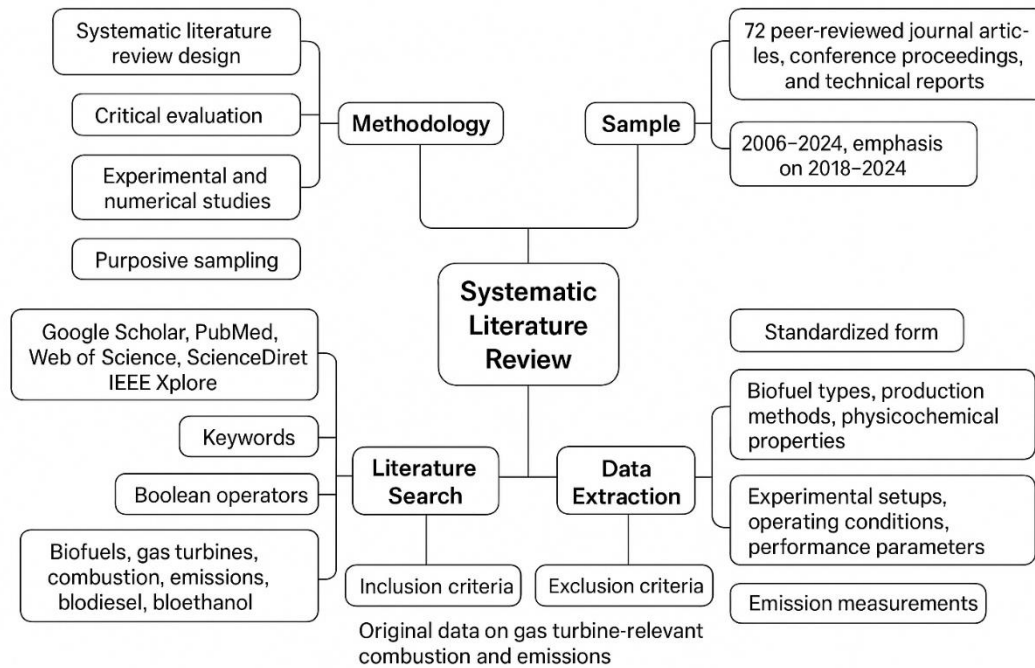 Systematic literature
review design
Critical evaluation
Experimental and
numerical studies
Purposive sampling
Methodology
Sample
72 peer-reviewed journal artic-
les, conference proceedings,
and technical reports
2006–2024, emphasis
on 2018–2024
Systematic
Literature
Review
Google Scholar, PubMed,
Web of Science, ScienceDiret
IEEE Xplore
Keywords
Boolean operators
Biofuels, gas turbines,
combustion, emissions,
blodiesel, bloethanol
Literature
Search
Inclusion criteria
Data
Extraction
Exclusion criteria
Original data on gas turbine-relevant
combustion and emissions
Standardized form
Biofuel types, production
methods, physicochemical
properties
Experimental setups,
operating conditions,
performance parameters
Emission measurements